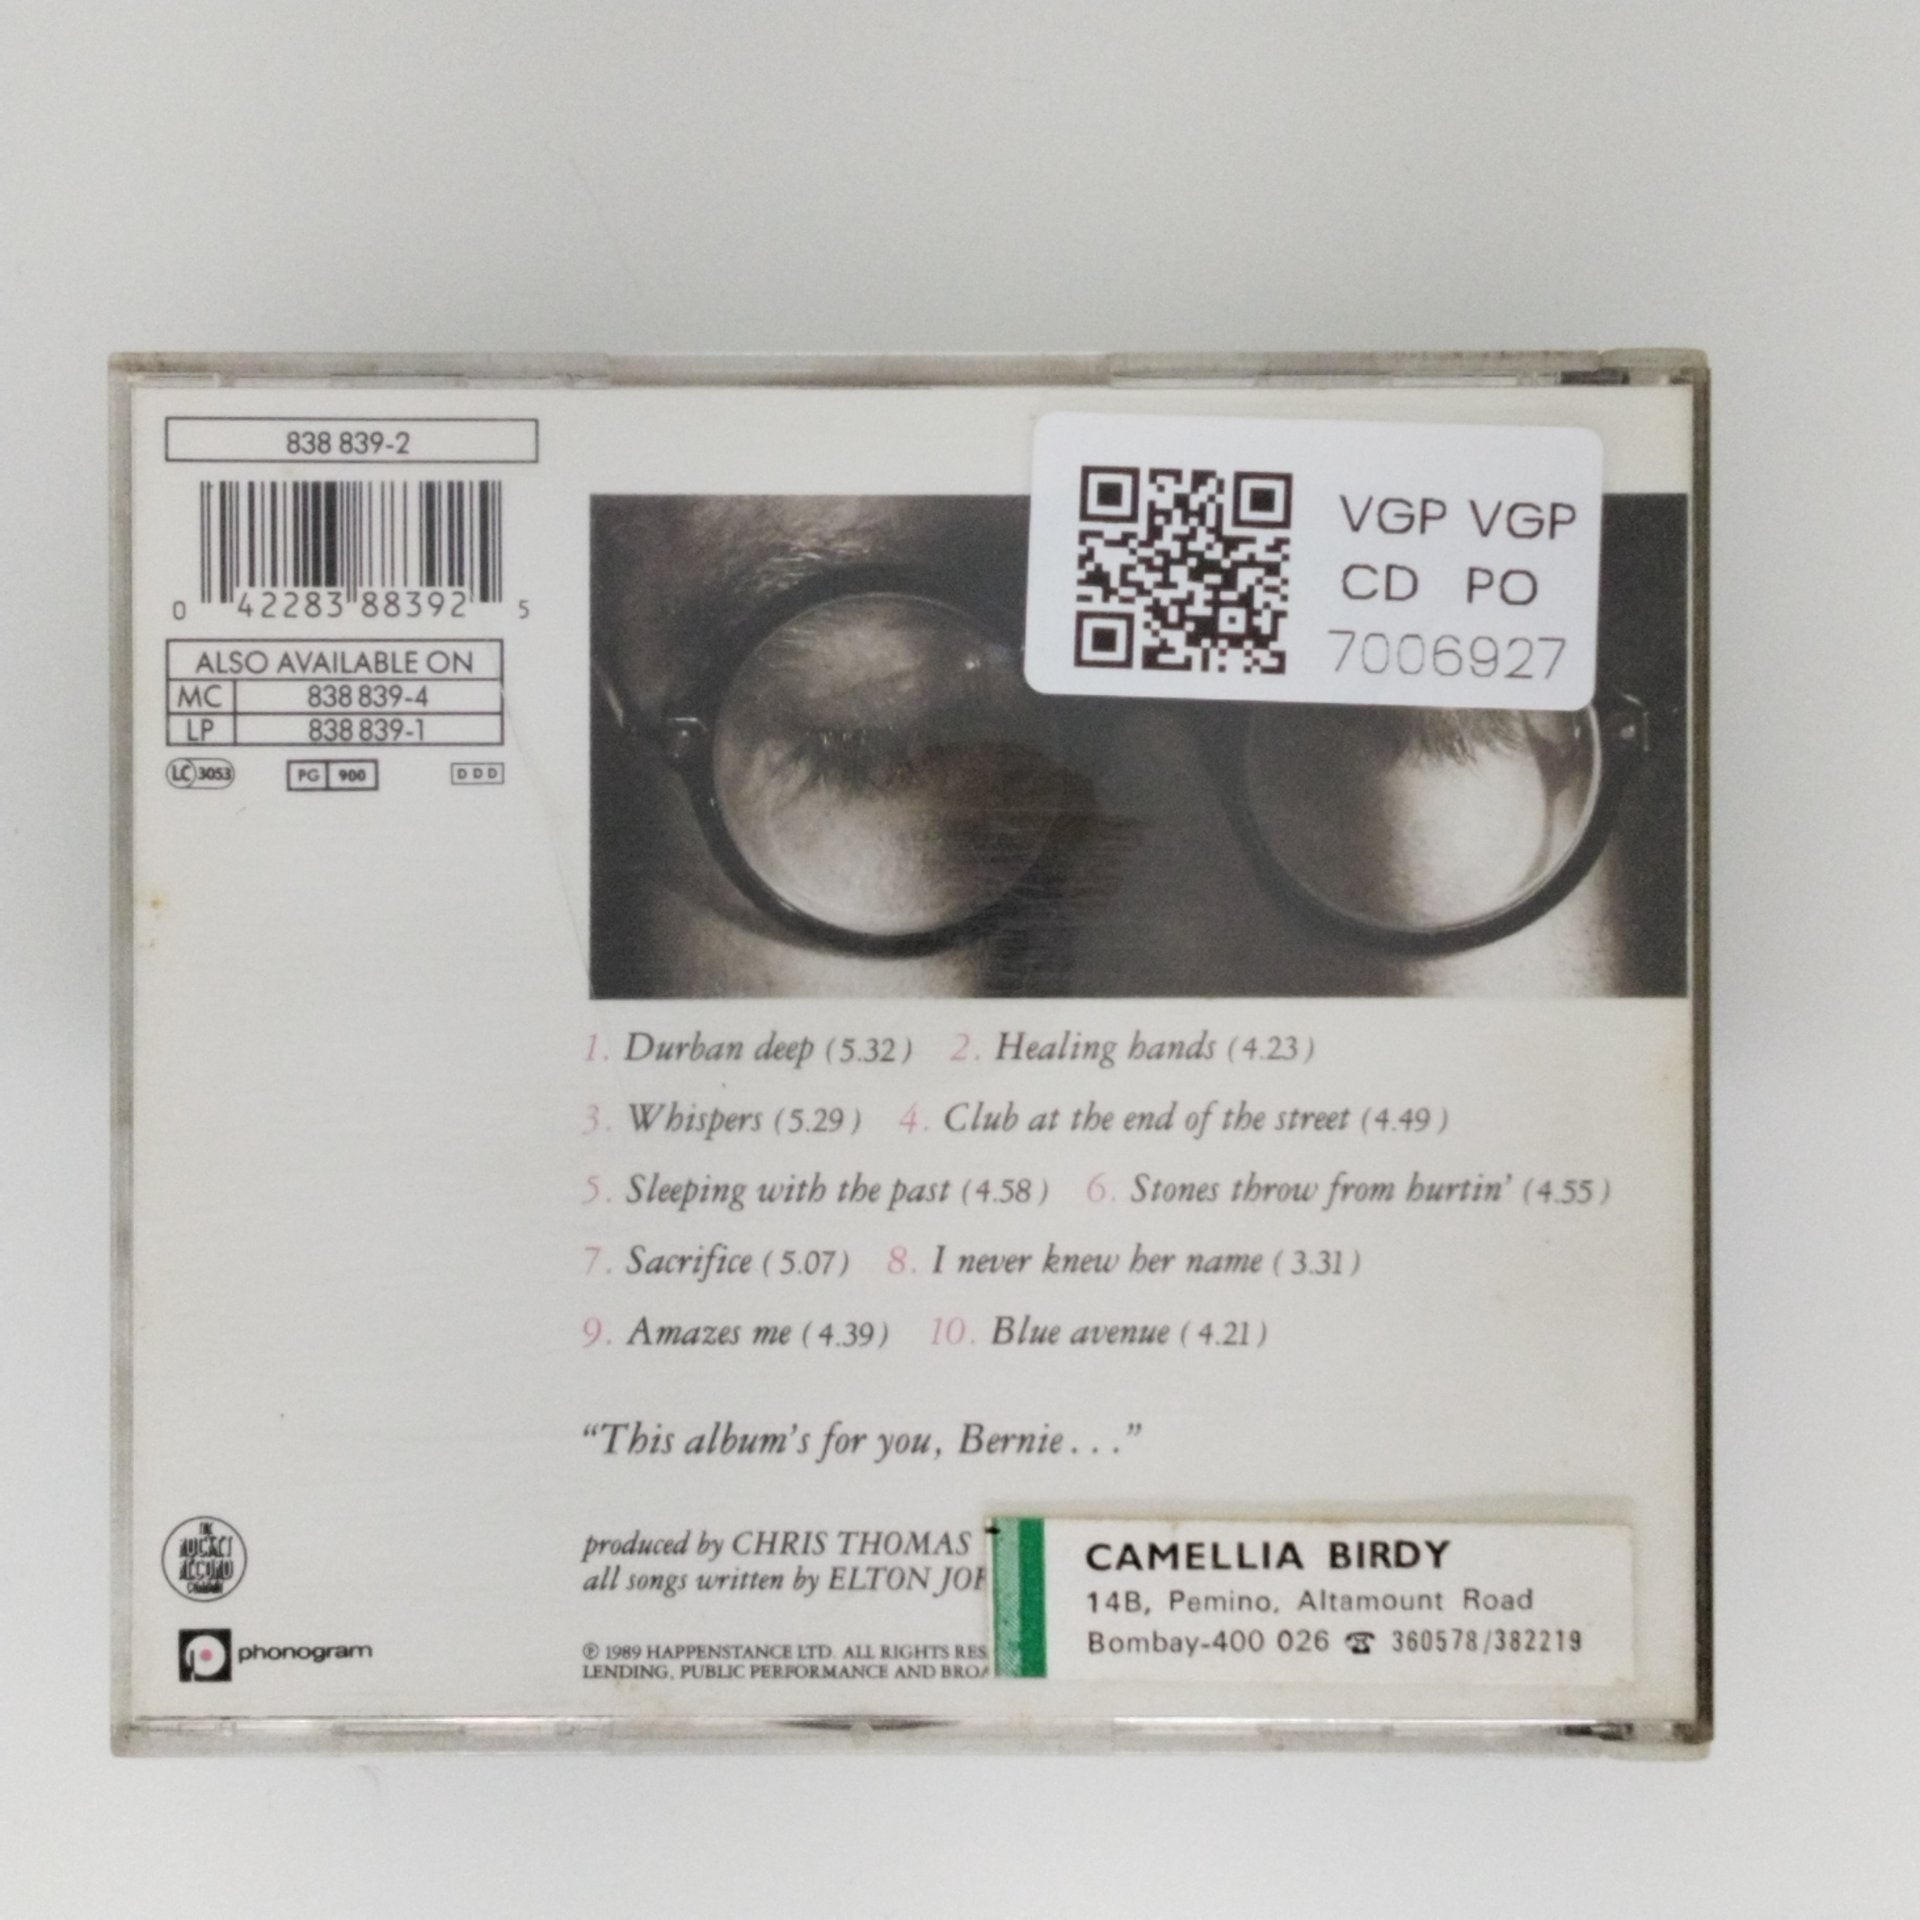 838 839-2
0 42283 88392 5
ALSO AVAILABLE ON
MC 838 839-4
LP 838 839-1
LC 3053 PG 900 DDD
VGP VGP
CD PO
7006927
1. Durban deep (5.32) 2. Healing hands (4.23)
3. Whispers (5.29) 4. Club at the end of the street (4.49)
5. Sleeping with the past (4.58) 6. Stones throw from hurtin' (4.55)
7. Sacrifice (5.07) 8. I never knew her name (3.31)
9. Amazes me (4.39) 10. Blue avenue (4.21)
"This album's for you, Bernie..."
produced by CHRIS THOMAS
all songs written by ELTON
℗ 1989 HAPPENSTANCE LTD. ALL RIGHTS RES
LENDING, PUBLIC PERFORMANCE AND
THE
phonogram
CAMELLIA BIRDY
14B, Pemino, Altamount Road
Bombay-400 026 ☎ 360578/382219